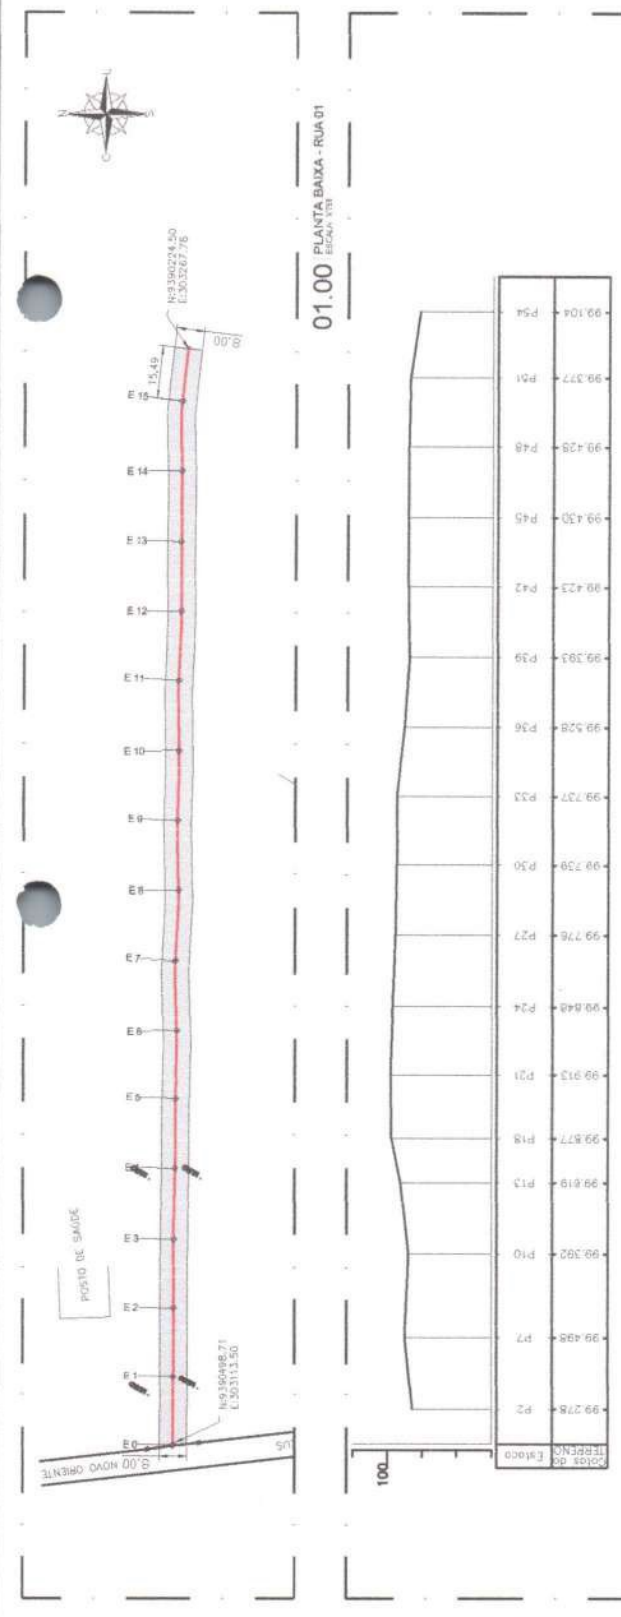 N
L
S
C
01.00 PLANTA BAIXA - RUA 01
N:9390224.50
E:303267.76
15,49
8,00
E 15
E 14
E 13
E 12
E 11
E 10
E 9
E 8
E 7
E 6
E 5
E 3
E 2
E 1
E 0
POSTO DE SAÚDE
N:9390498.71
E:303113.50
8,00 NOVO ORIENTE
100
Estaca
P2
P7
P10
P13
P18
P21
P24
P27
P30
P33
P36
P39
P42
P45
P48
P51
P54
Cotas do TERRENO
99.278
99.498
99.392
99.619
99.877
99.913
99.848
99.776
99.739
99.737
99.528
99.393
99.423
99.430
99.428
99.377
99.104